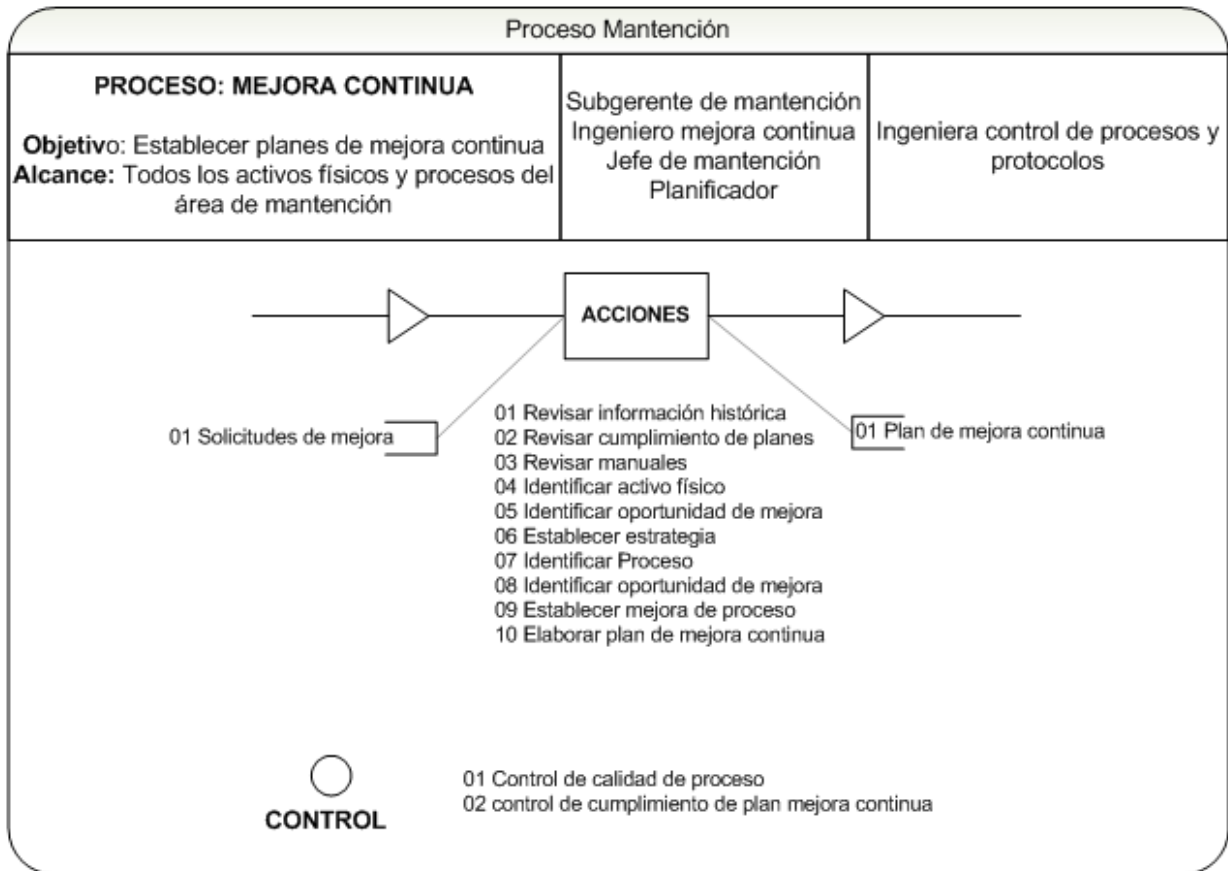 Proceso Mantención
PROCESO: MEJORA CONTINUA
Objetivo: Establecer planes de mejora continua
Alcance: Todos los activos físicos y procesos del
área de mantención
Subgerente de mantención
Ingeniero mejora continua
Jefe de mantención
Planificador
Ingeniera control de procesos y
protocolos
ACCIONES
01 Solicitudes de mejora
01 Revisar información histórica
02 Revisar cumplimiento de planes
03 Revisar manuales
04 Identificar activo físico
05 Identificar oportunidad de mejora
06 Establecer estrategia
07 Identificar Proceso
08 Identificar oportunidad de mejora
09 Establecer mejora de proceso
10 Elaborar plan de mejora continua
01 Plan de mejora continua
CONTROL
01 Control de calidad de proceso
02 control de cumplimiento de plan mejora continua